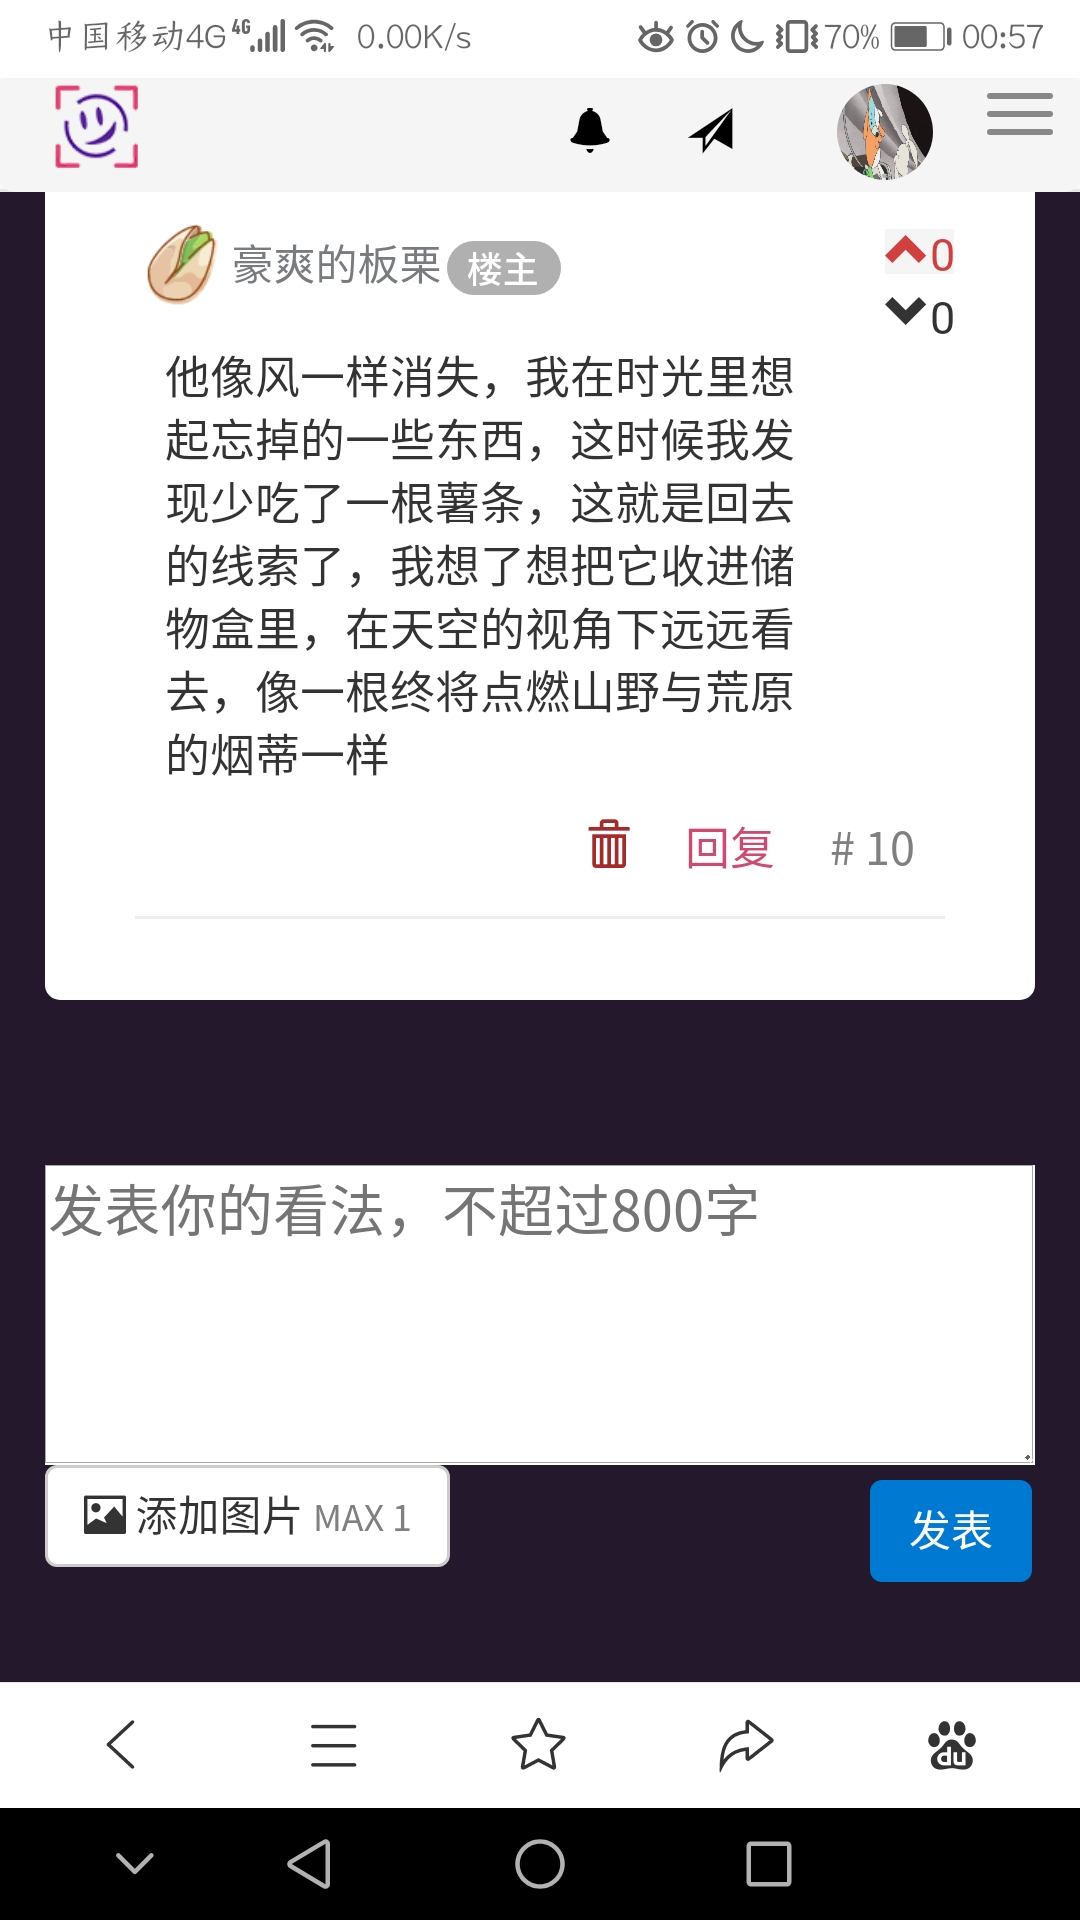 中国移动4G 4G 0.00K/s 70% 00:57
豪爽的板栗 楼主 0
0
他像风一样消失，我在时光里想
起忘掉的一些东西，这时候我发
现少吃了一根薯条，这就是回去
的线索了，我想了想把它收进储
物盒里，在天空的视角下远远看
去，像一根终将点燃山野与荒原
的烟蒂一样
回复 # 10
发表你的看法，不超过800字
添加图片 MAX 1 发表
du